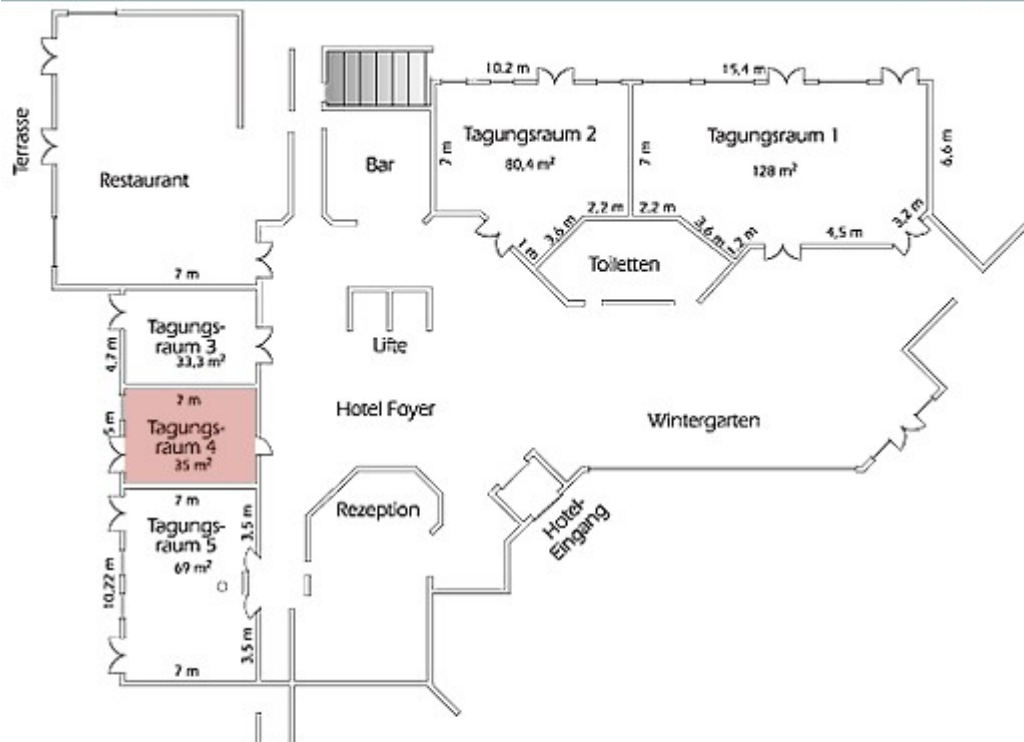 10,2 m
15,4 m
Terrasse
Restaurant
Bar
7 m
Tagungsraum 2
80,4 m²
7 m
Tagungsraum 1
128 m²
6,6 m
2,2 m
2,2 m
1 m
3,6 m
3,6 m
1,2 m
4,5 m
3,2 m
Toiletten
7 m
Tagungs-
raum 3
33,3 m²
4,7 m
Lifte
7 m
5 m
Tagungs-
raum 4
35 m²
Hotel Foyer
Wintergarten
7 m
Tagungs-
raum 5
69 m²
3,5 m
10,22 m
3,5 m
7 m
Rezeption
Hotel-
Eingang